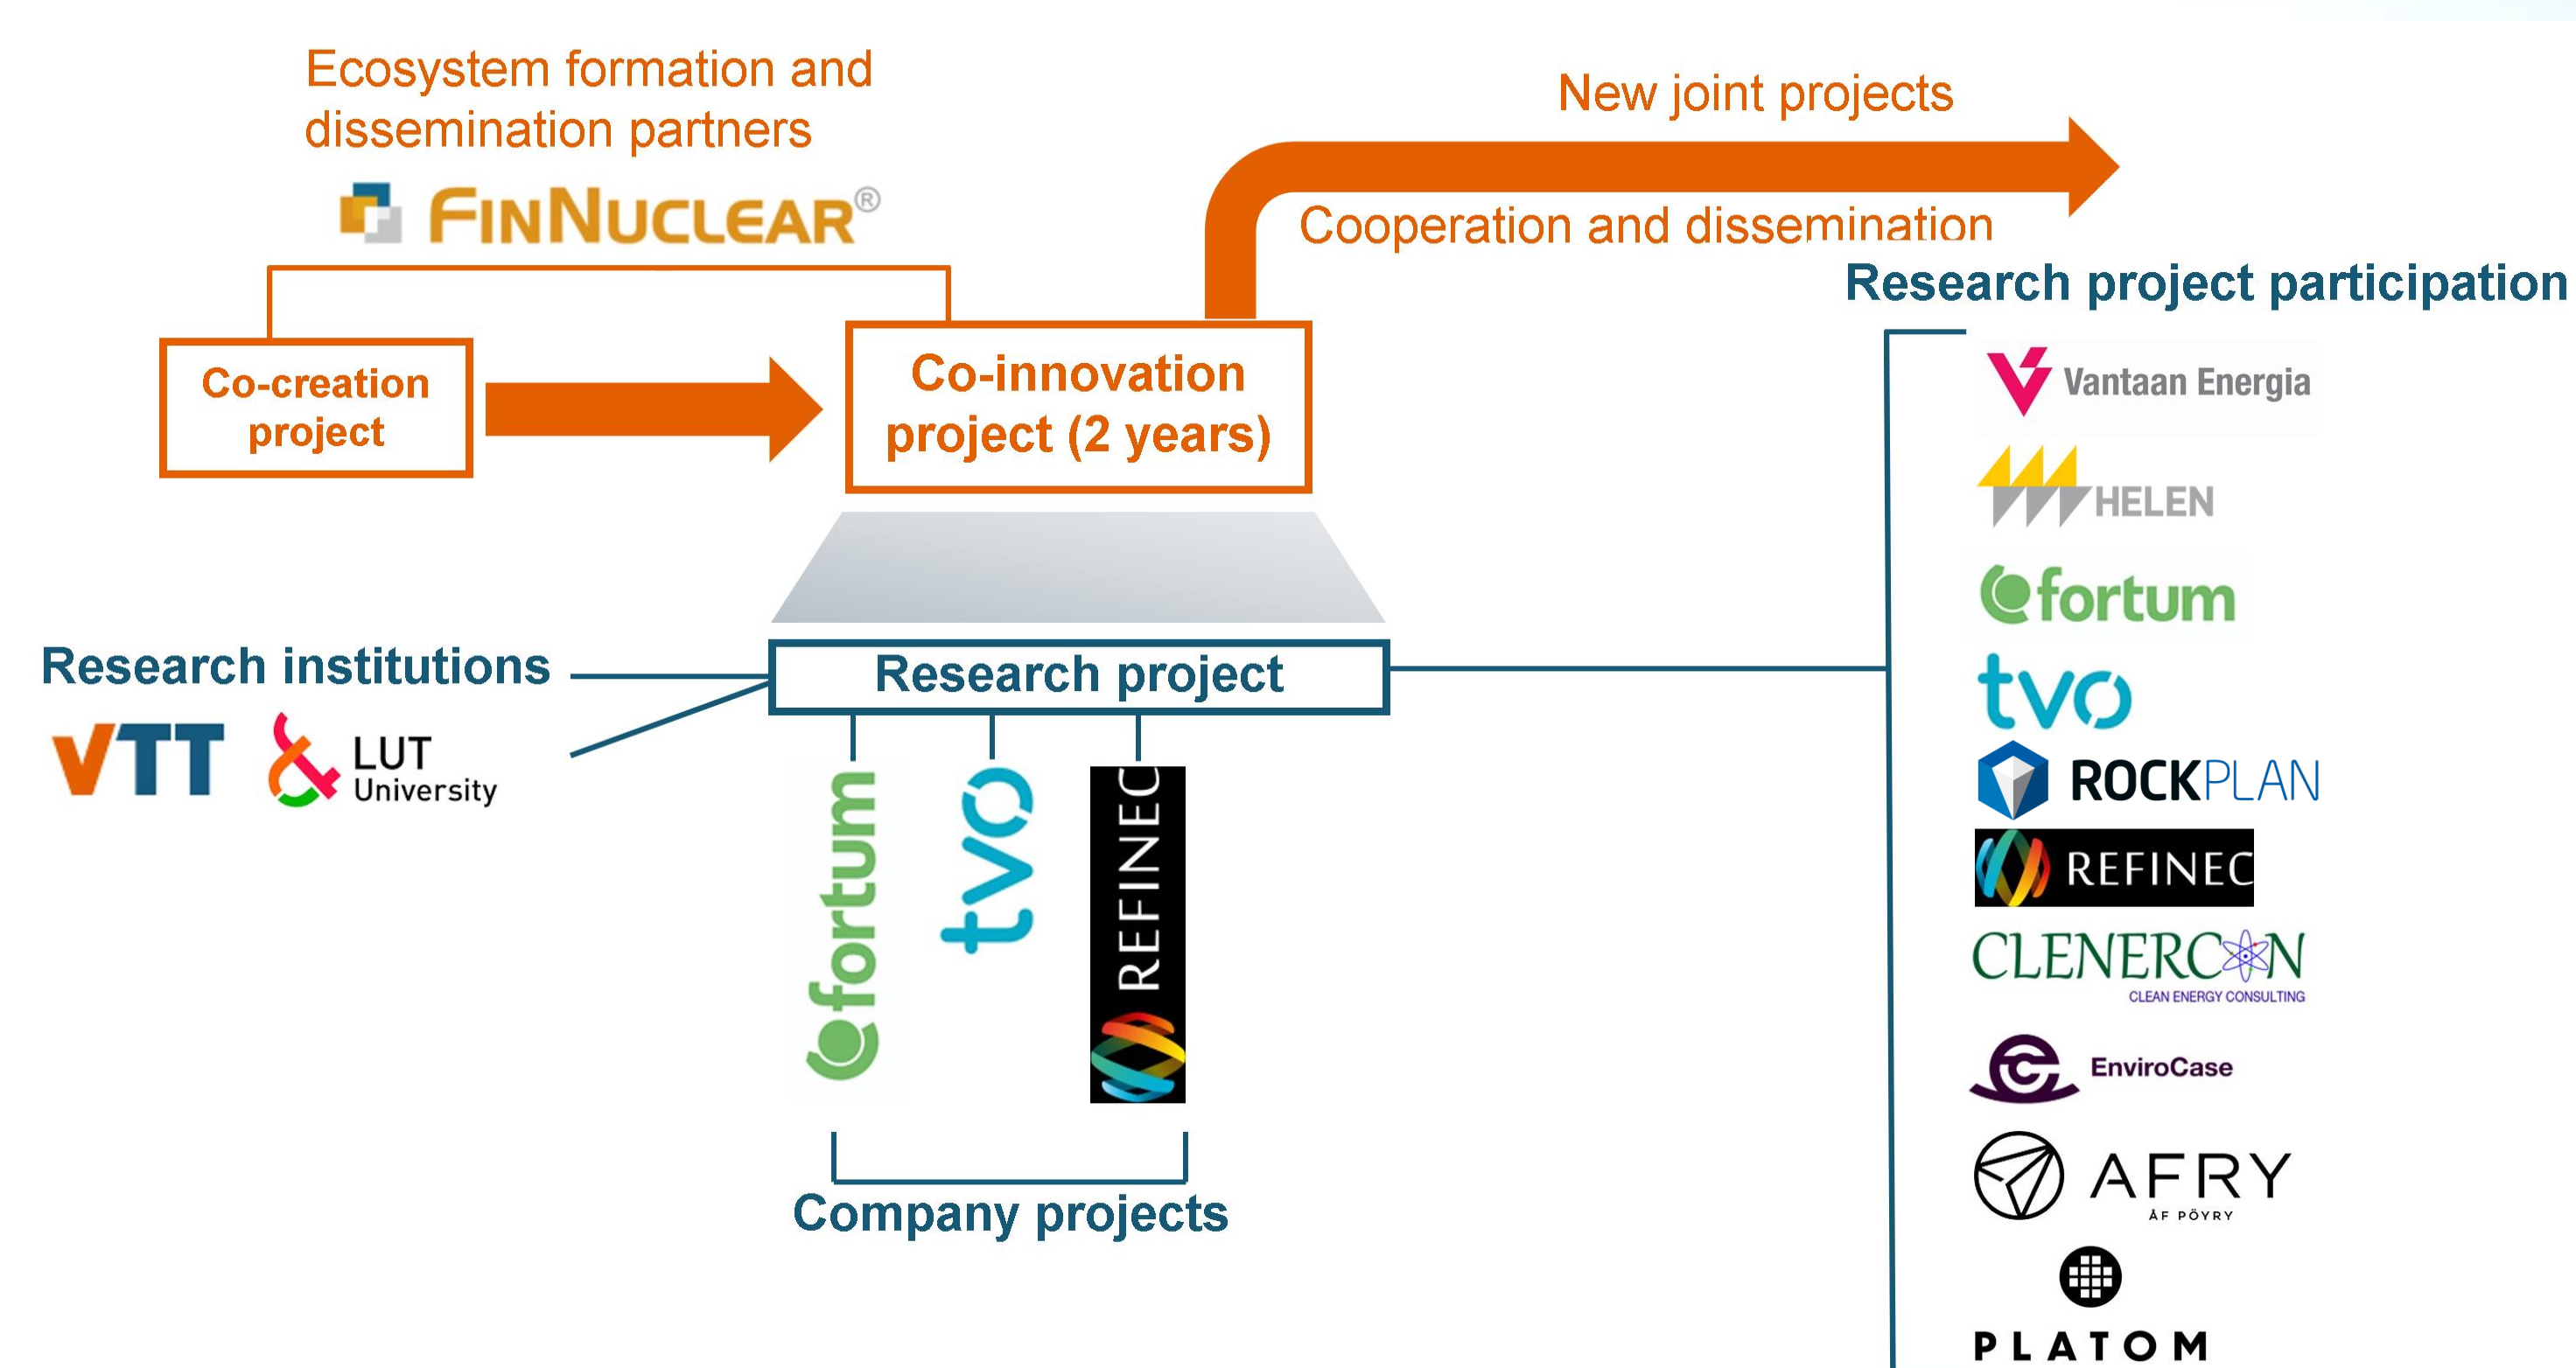 Ecosystem formation and
dissemination partners
FINNUCLEAR®
New joint projects
Cooperation and dissemination
Research project participation
Co-creation
project
Co-innovation
project (2 years)
Vantaan Energia
HELEN
fortum
tvo
ROCKPLAN
REFINEC
CLENERCON
CLEAN ENERGY CONSULTING
EnviroCase
AFRY
ÅF PÖYRY
PLATOM
Research institutions
VTT
LUT
University
Research project
fortum
tvo
REFINEC
Company projects